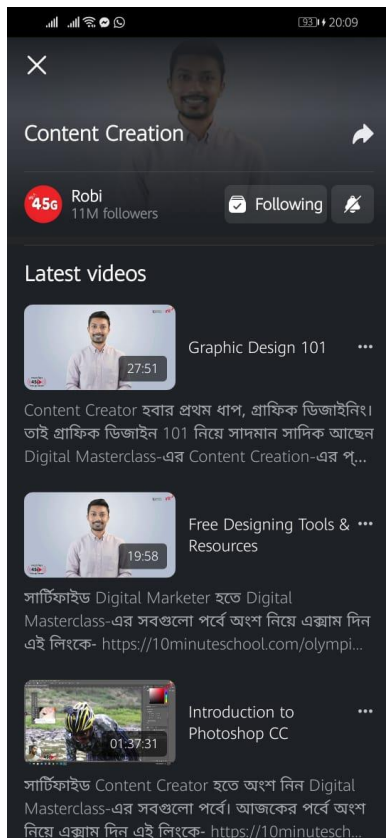 93 20:09
Content Creation
4.5G
Robi
11M followers
Following
Latest videos
27:51
Graphic Design 101
Content Creator হবার প্রথম ধাপ, গ্রাফিক ডিজাইনিং।
তাই গ্রাফিক ডিজাইন 101 নিয়ে সাদমান সাদিক আছেন
Digital Masterclass-এর Content Creation-এর প্...
19:58
Free Designing Tools &
Resources
সার্টিফাইড Digital Marketer হতে Digital
Masterclass-এর সবগুলো পর্বে অংশ নিয়ে এক্সাম দিন
এই লিংকে- https://10minuteschool.com/olympi...
01:37:31
Introduction to
Photoshop CC
সার্টিফাইড Content Creator হতে অংশ নিন Digital
Masterclass-এর সবগুলো পর্বে। আজকের পর্বে অংশ
নিয়ে এক্সাম দিন এই লিংকে- https://10minutesch...